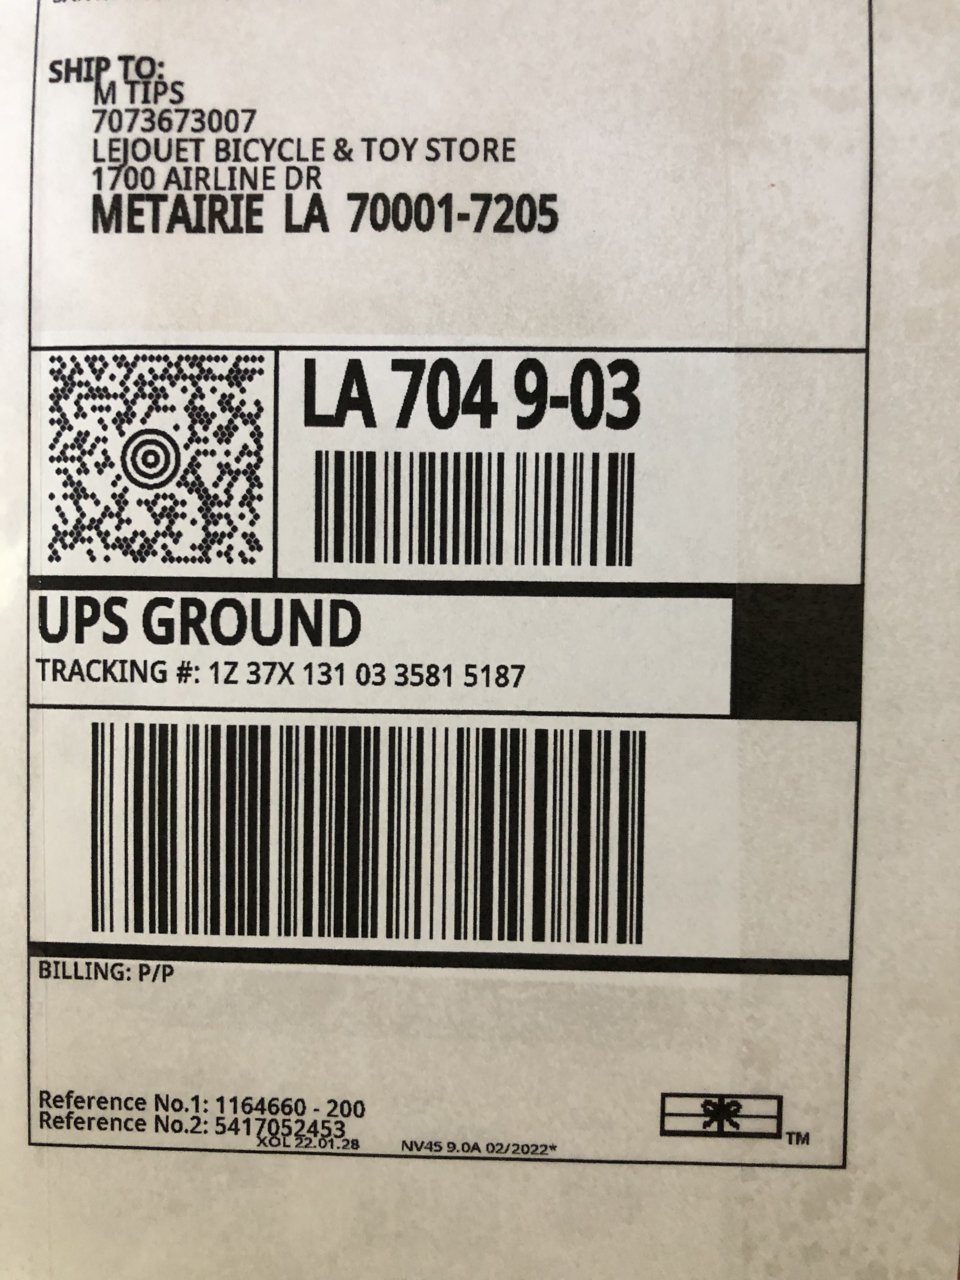 SHIP TO:
M TIPS
7073673007
LEJOUET BICYCLE & TOY STORE
1700 AIRLINE DR
METAIRIE LA 70001-7205
LA 704 9-03
UPS GROUND
TRACKING #: 1Z 37X 131 03 3581 5187
BILLING: P/P
Reference No.1: 1164660 - 200
Reference No.2: 5417052453
XOL 22.01.28 NV45 9.0A 02/2022*
TM